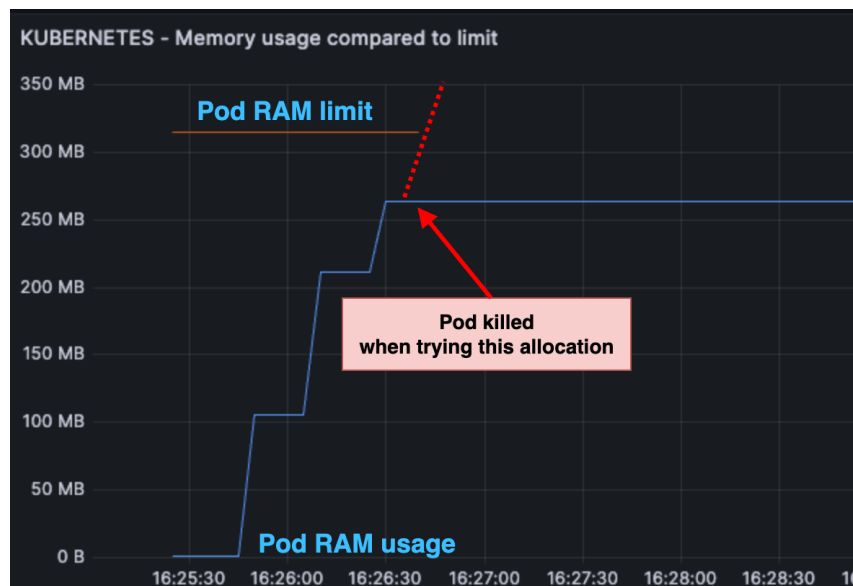 KUBERNETES - Memory usage compared to limit
350 MB
Pod RAM limit
300 MB
250 MB
200 MB
Pod killed
when trying this allocation
150 MB
100 MB
50 MB
Pod RAM usage
0 B
16:25:30 16:26:00 16:26:30 16:27:00 16:27:30 16:28:00 16:28:30